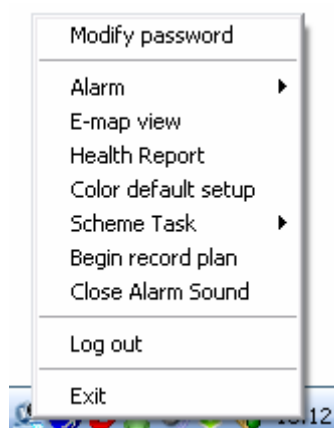 Modify password
Alarm
E-map view
Health Report
Color default setup
Scheme Task
Begin record plan
Close Alarm Sound
Log out
Exit